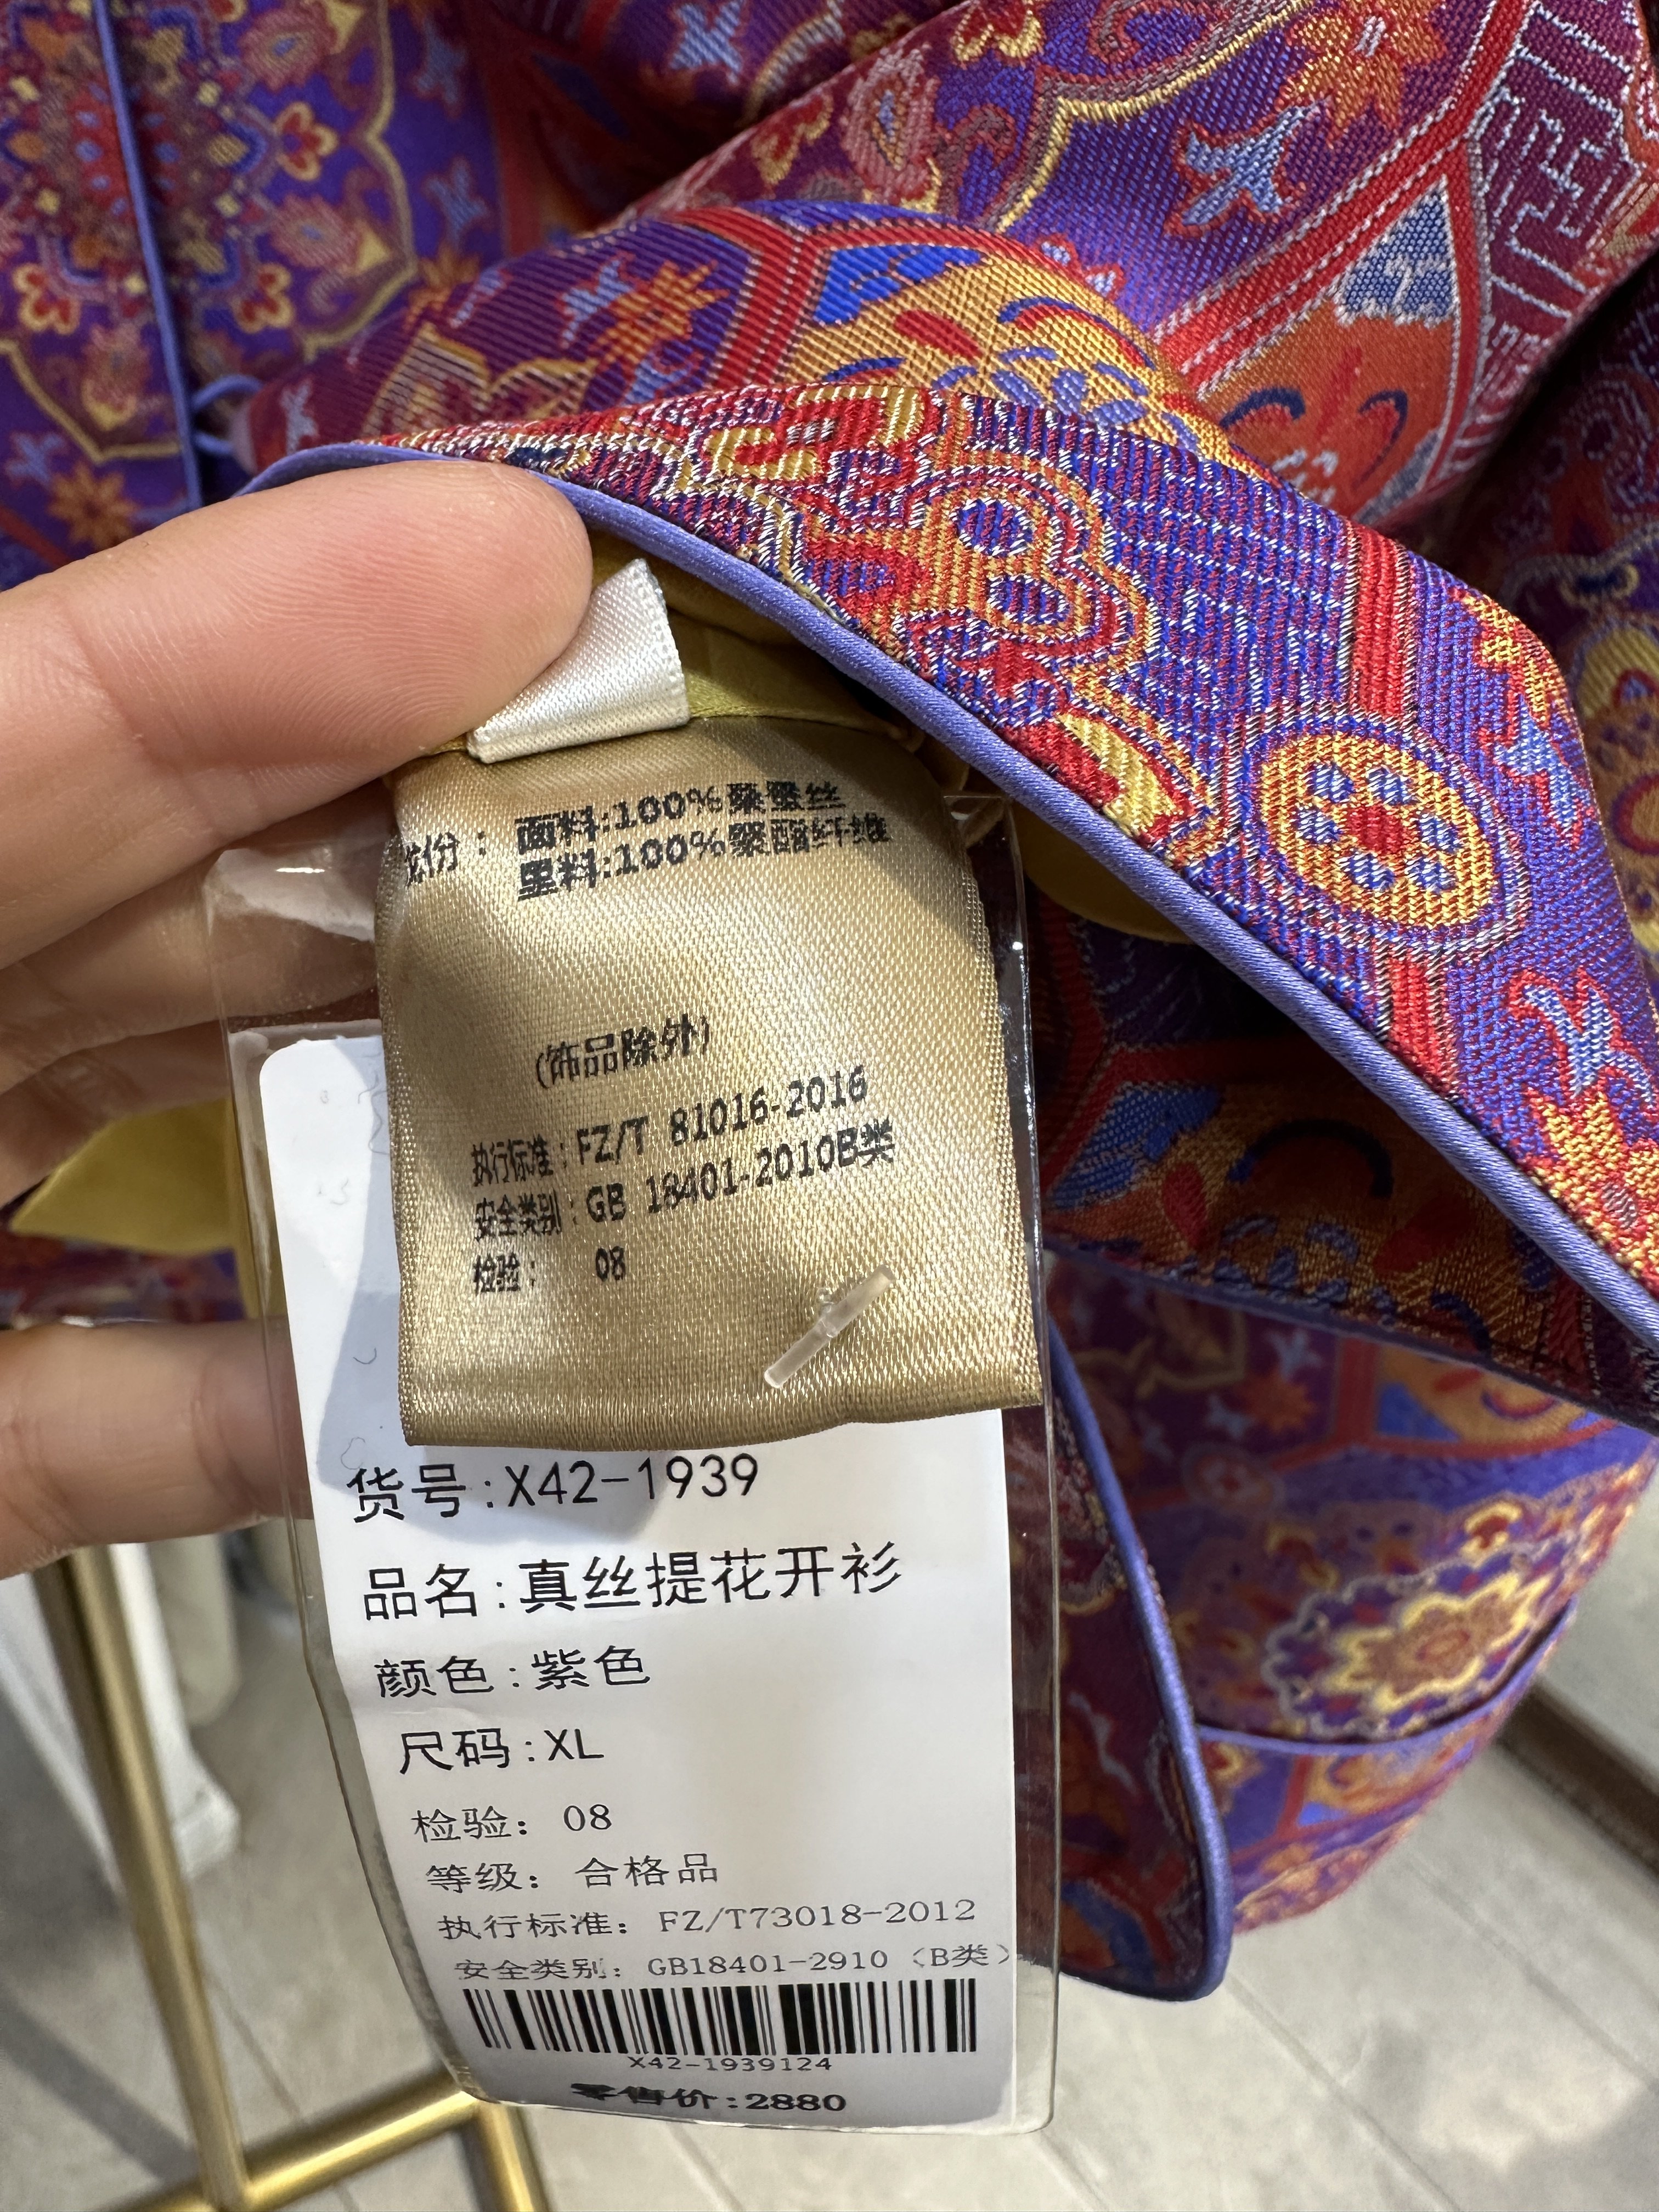 成份：面料:100%桑蚕丝
里料:100%聚酯纤维
(饰品除外)
执行标准：FZ/T 81016-2016
安全类别：GB 18401-2010B类
检验： 08
货号:X42-1939
品名:真丝提花开衫
颜色:紫色
尺码:XL
检验：08
等级：合格品
执行标准：FZ/T73018-2012
安全类别：GB18401-2910（B类）
X42-1939124
零售价:2880